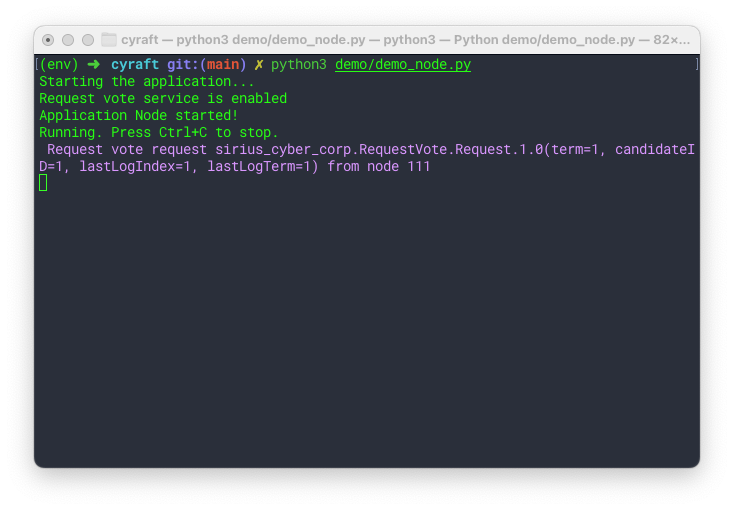 cyraft — python3 demo/demo_node.py — python3 — Python demo/demo_node.py — 82×...
[(env) ➜ cyraft git:(main) ✗ python3 demo/demo_node.py ]
Starting the application...
Request vote service is enabled
Application Node started!
Running. Press Ctrl+C to stop.
Request vote request sirius_cyber_corp.RequestVote.Request.1.0(term=1, candidateI
D=1, lastLogIndex=1, lastLogTerm=1) from node 111